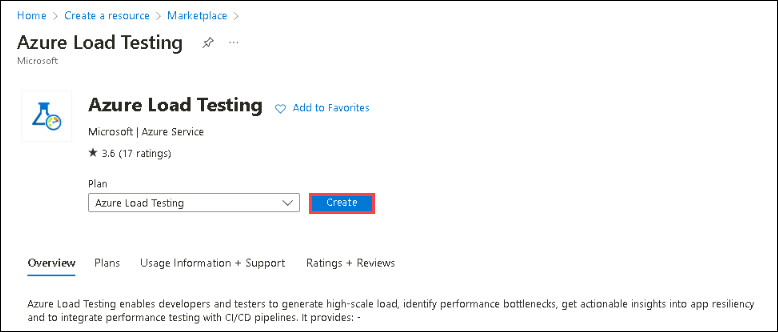 Home > Create a resource > Marketplace >
Azure Load Testing ...
Microsoft
Azure Load Testing Add to Favorites
Microsoft | Azure Service
★ 3.6 (17 ratings)
Plan
Azure Load Testing Create
Overview Plans Usage Information + Support Ratings + Reviews
Azure Load Testing enables developers and testers to generate high-scale load, identify performance bottlenecks, get actionable insights into app resiliency
and to integrate performance testing with CI/CD pipelines. It provides: -